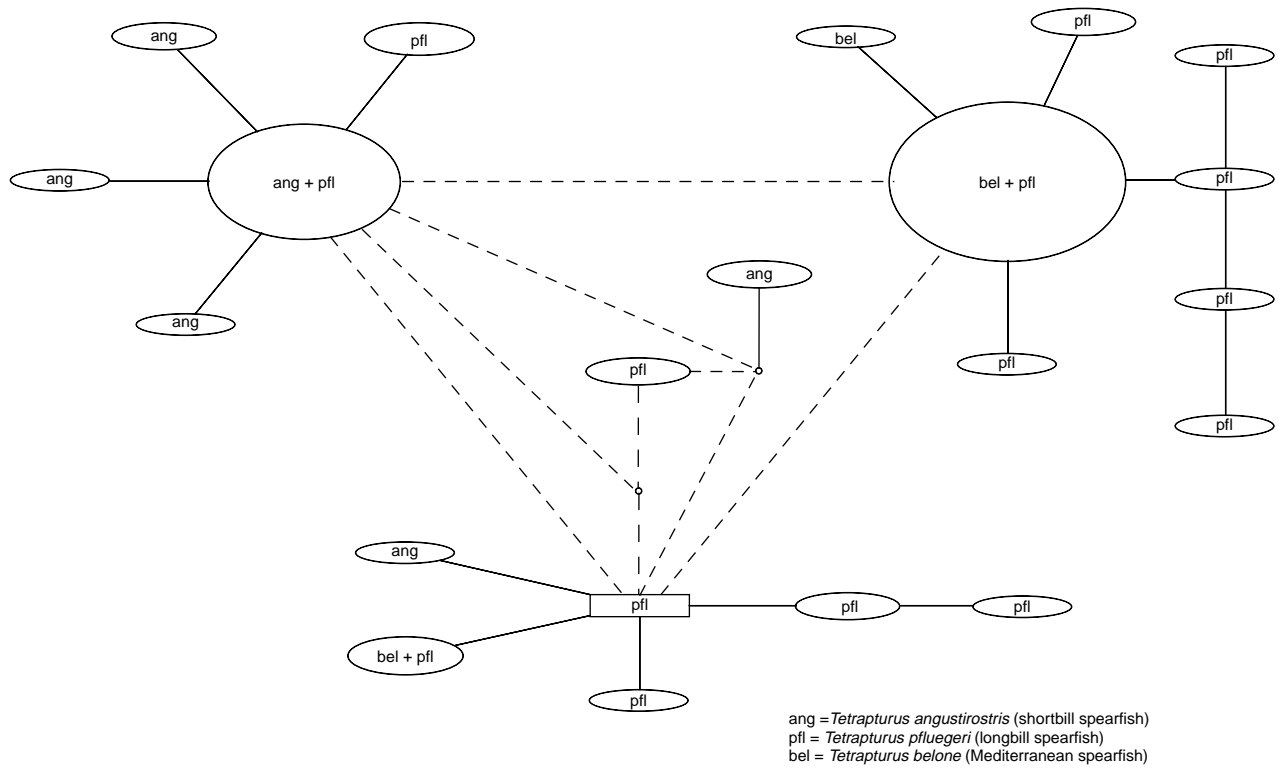 ang
pfl
bel
pfl
pfl
ang
ang + pfl
bel + pfl
pfl
ang
pfl
ang
pfl
pfl
pfl
ang
pfl
pfl
pfl
bel + pfl
pfl
ang =Tetrapturus angustirostris (shortbill spearfish)
pfl = Tetrapturus pfluegeri (longbill spearfish)
bel = Tetrapturus belone (Mediterranean spearfish)